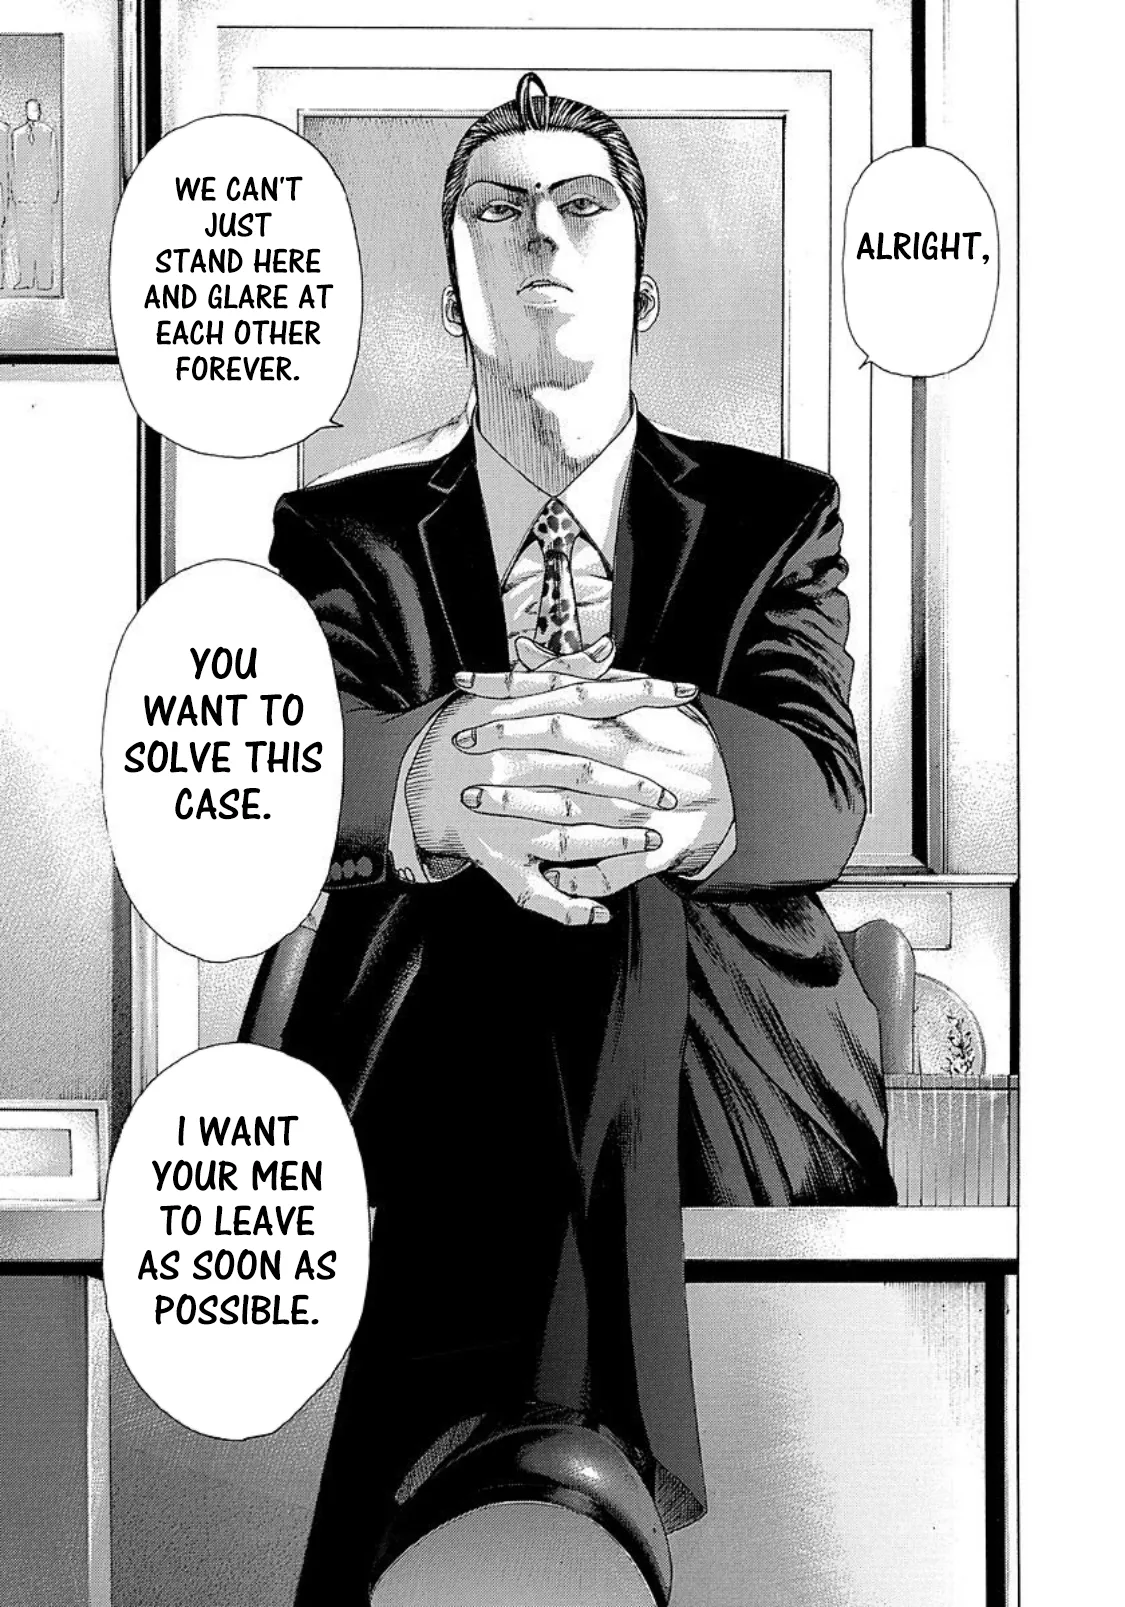 ALRIGHT,
WE CAN'T
JUST
STAND HERE
AND GLARE AT
EACH OTHER
FOREVER.
YOU
WANT TO
SOLVE THIS
CASE.
I WANT
YOUR MEN
TO LEAVE
AS SOON AS
POSSIBLE.